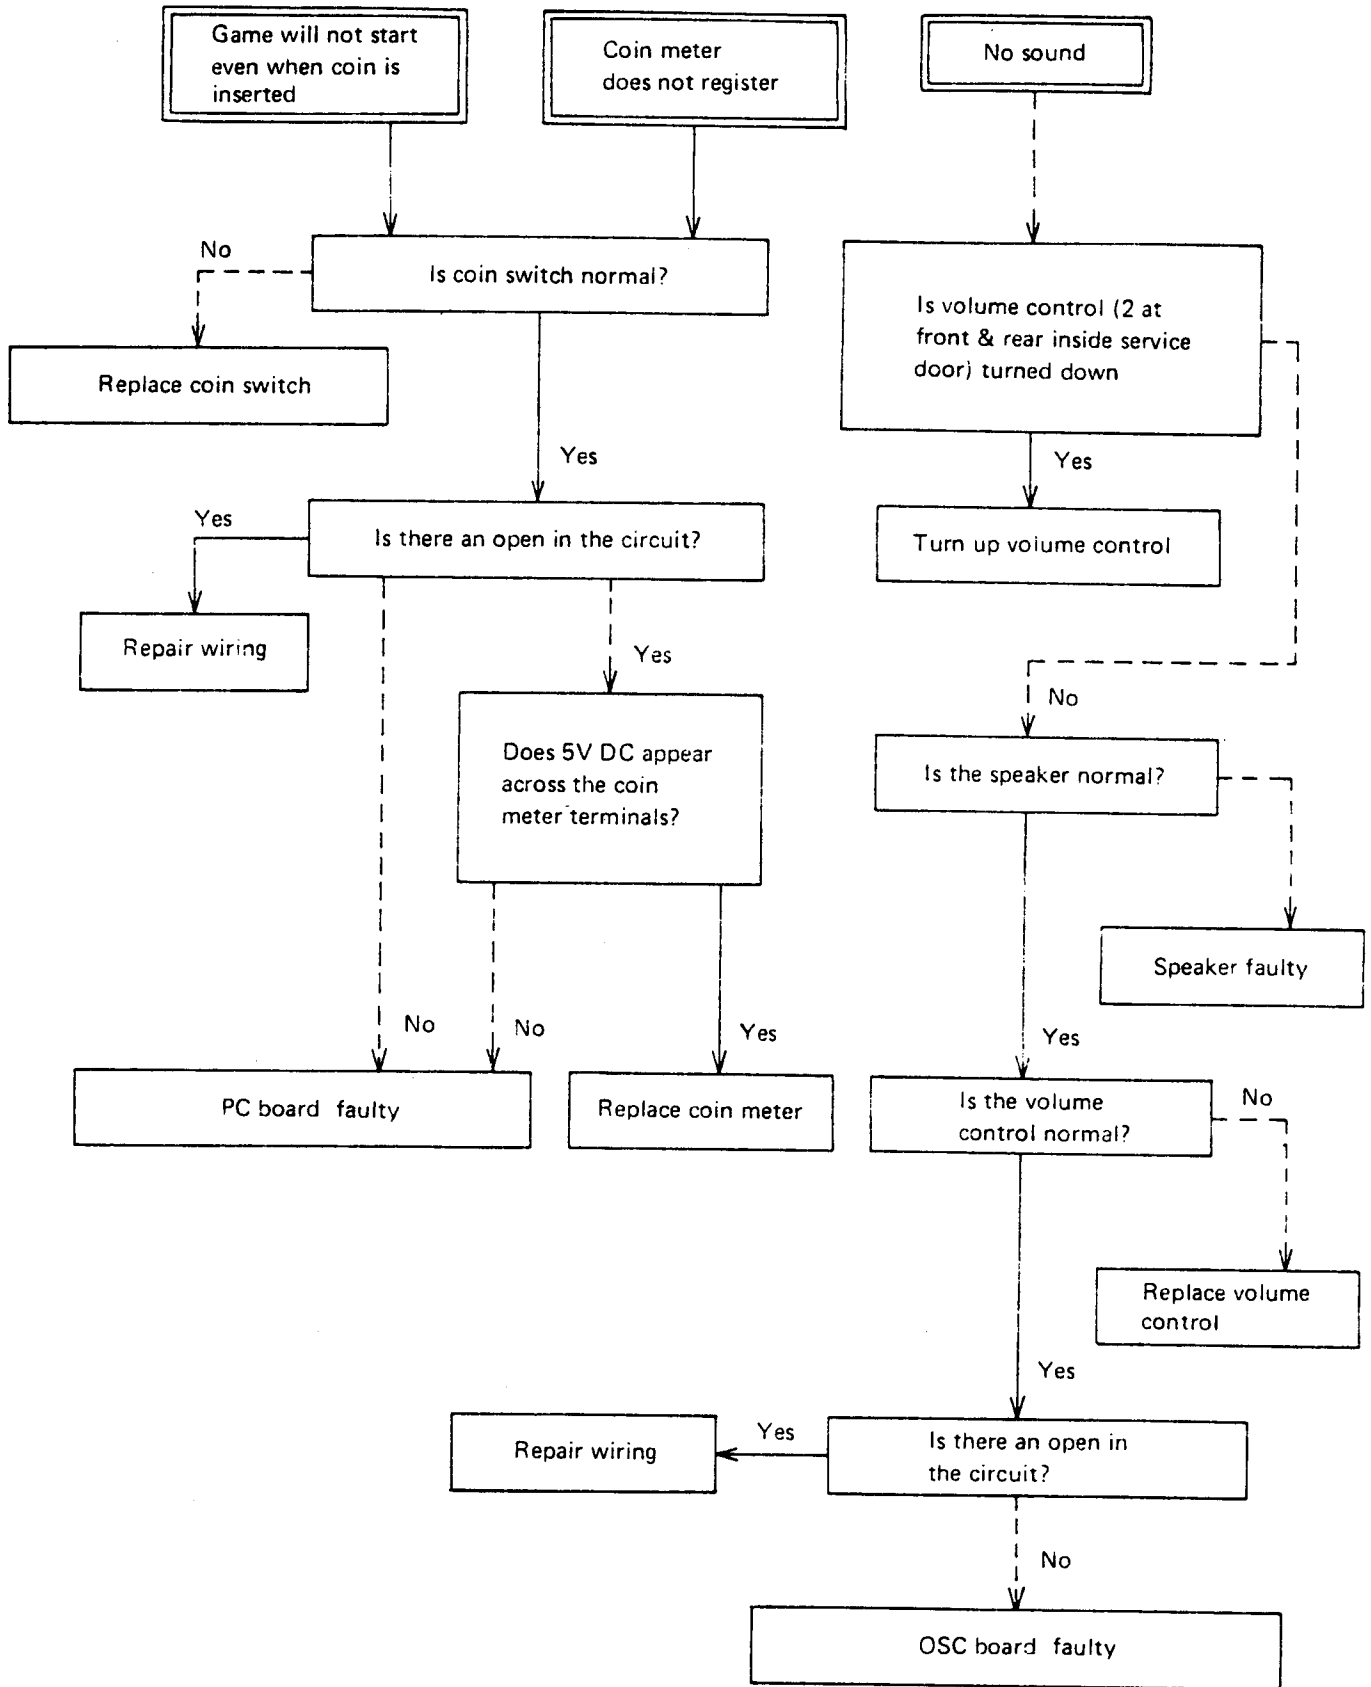 Game will not start
even when coin is
inserted
Coin meter
does not register
No sound
No
Is coin switch normal?
Replace coin switch
Is volume control (2 at
front & rear inside service
door) turned down
Yes
Yes
Turn up volume control
Yes
Is there an open in the circuit?
Repair wiring
Yes
No
Does 5V DC appear
across the coin
meter terminals?
Is the speaker normal?
Speaker faulty
No
No
Yes
Yes
PC board faulty
Replace coin meter
Is the volume
control normal?
No
Replace volume
control
Yes
Repair wiring
Yes
Is there an open in
the circuit?
No
OSC board faulty